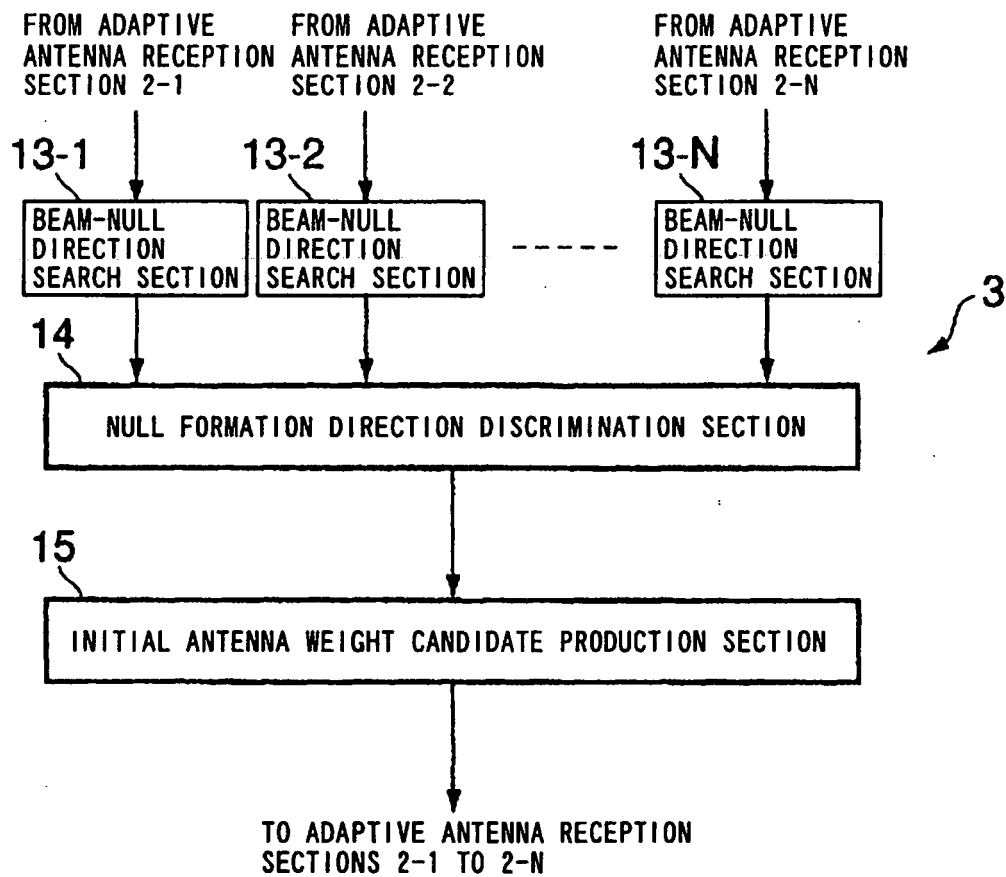 FROM ADAPTIVE
ANTENNA RECEPTION
SECTION 2-1
FROM ADAPTIVE
ANTENNA RECEPTION
SECTION 2-2
FROM ADAPTIVE
ANTENNA RECEPTION
SECTION 2-N
13-1
13-2
13-N
BEAM-NULL
DIRECTION
SEARCH SECTION
BEAM-NULL
DIRECTION
SEARCH SECTION
BEAM-NULL
DIRECTION
SEARCH SECTION
3
14
NULL FORMATION DIRECTION DISCRIMINATION SECTION
15
INITIAL ANTENNA WEIGHT CANDIDATE PRODUCTION SECTION
TO ADAPTIVE ANTENNA RECEPTION
SECTIONS 2-1 TO 2-N